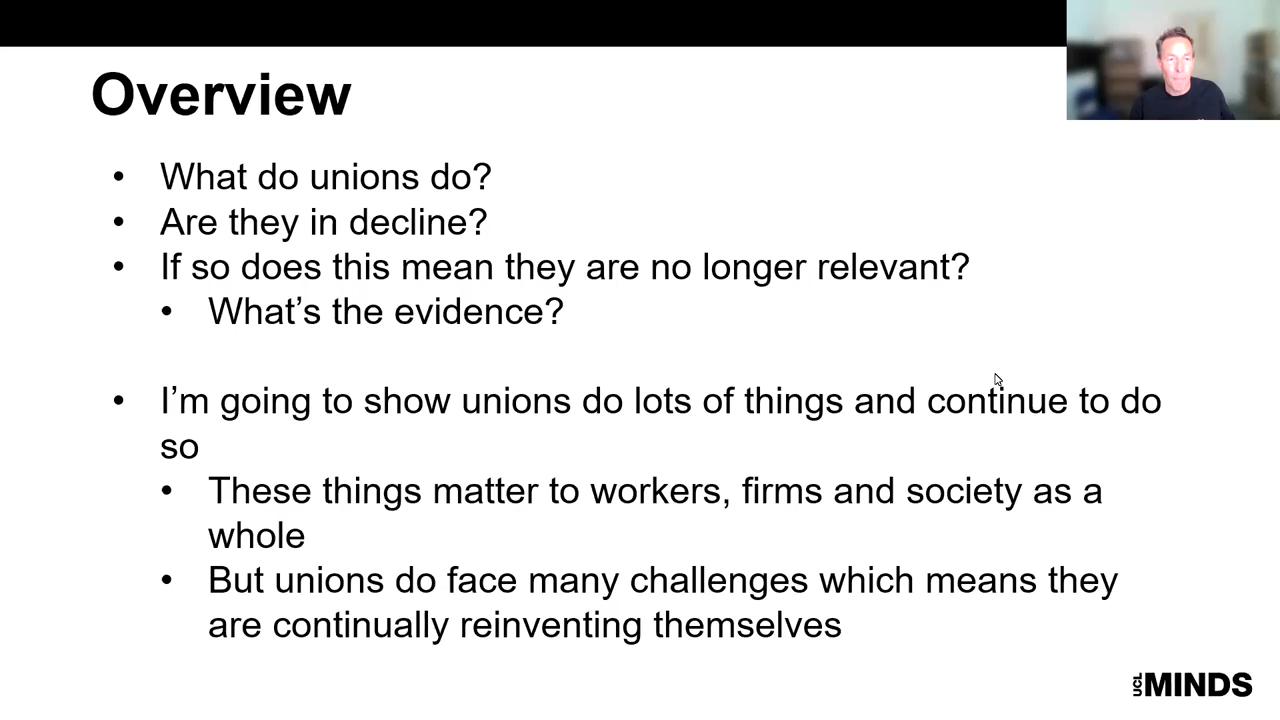 Overview
• What do unions do?
• Are they in decline?
• If so does this mean they are no longer relevant?
• What’s the evidence?
• I’m going to show unions do lots of things and continue to do
so
• These things matter to workers, firms and society as a
whole
• But unions do face many challenges which means they
are continually reinventing themselves
UCL MINDS